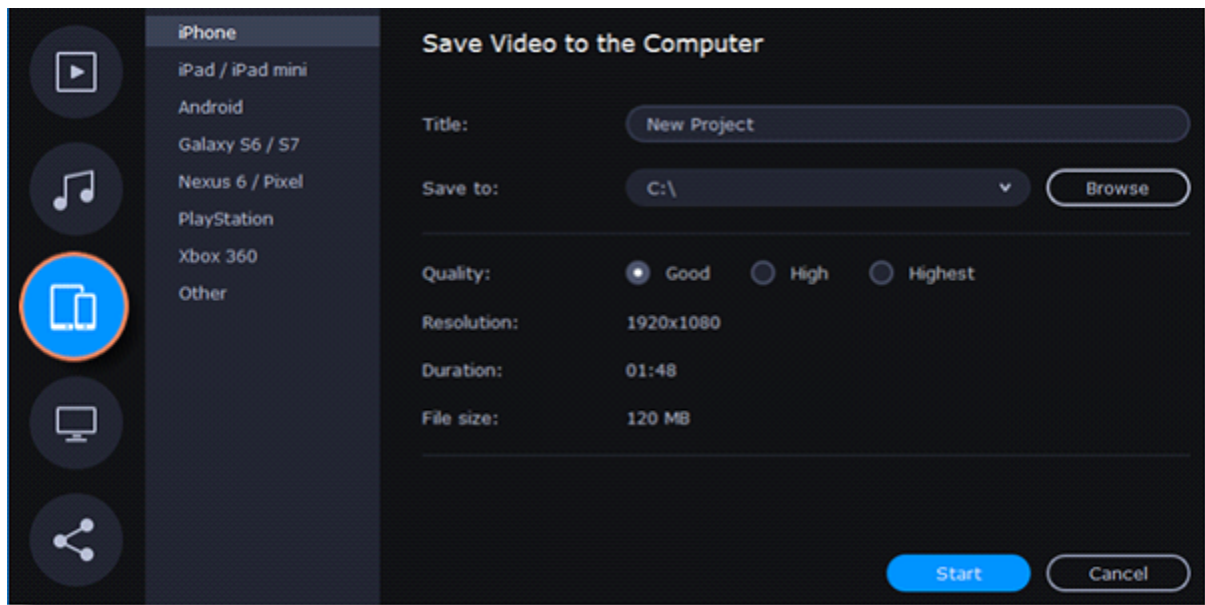 iPhone
iPad / iPad mini
Android
Galaxy S6 / S7
Nexus 6 / Pixel
PlayStation
Xbox 360
Other
Save Video to the Computer
Title: New Project
Save to: C:\ Browse
Quality: Good High Highest
Resolution: 1920x1080
Duration: 01:48
File size: 120 MB
Start Cancel